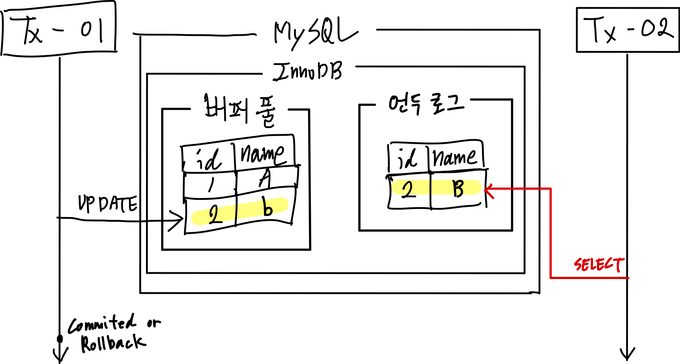 Tx - 01
MySQL
Tx - 02
InnoDB
버퍼 풀
언두 로그
id name
1 A
2 b
id name
2 B
UPDATE
SELECT
Commited or
Rollback